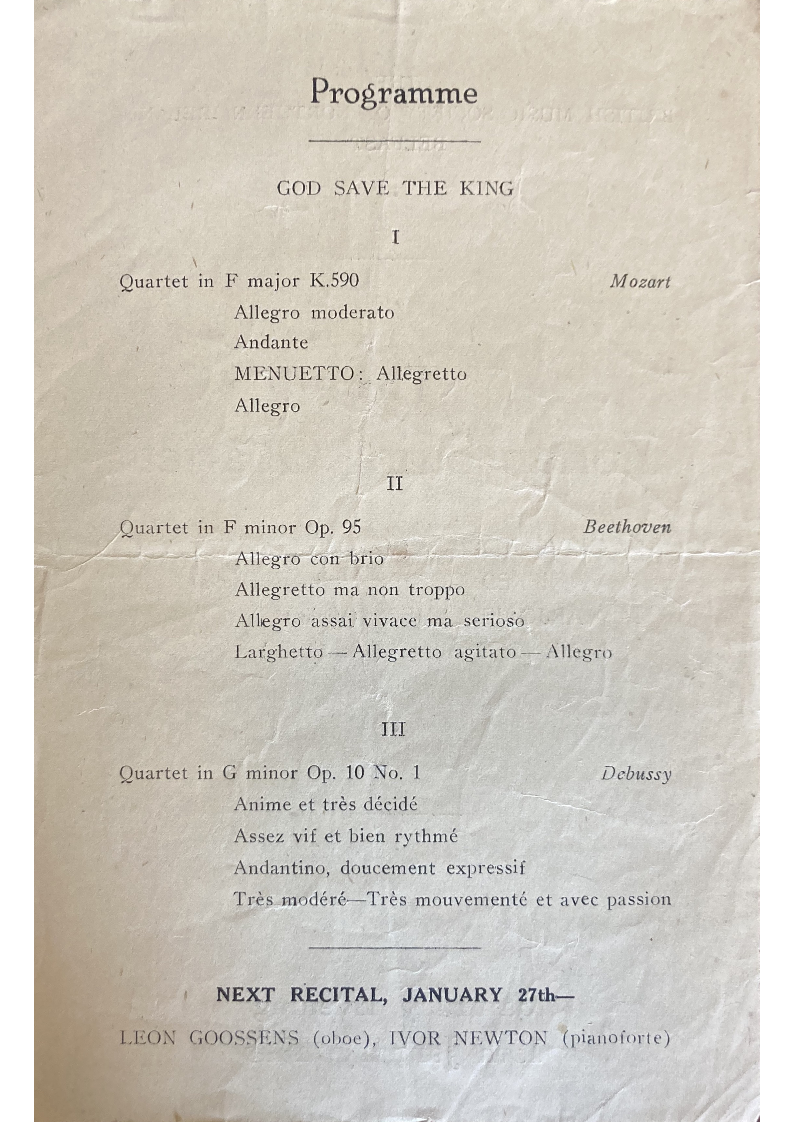 Programme
GOD SAVE THE KING
I
Quartet in F major K.590 Mozart
Allegro moderato
Andante
MENUETTO: Allegretto
Allegro
II
Quartet in F minor Op. 95 Beethoven
Allegro con brio
Allegretto ma non troppo
Allegro assai vivace ma serioso
Larghetto — Allegretto agitato — Allegro
III
Quartet in G minor Op. 10 No. 1 Debussy
Anime et très décidé
Assez vif et bien rythmé
Andantino, doucement expressif
Très modéré—Très mouvementé et avec passion
NEXT RECITAL, JANUARY 27th—
LEON GOOSSENS (oboe), IVOR NEWTON (pianoforte)